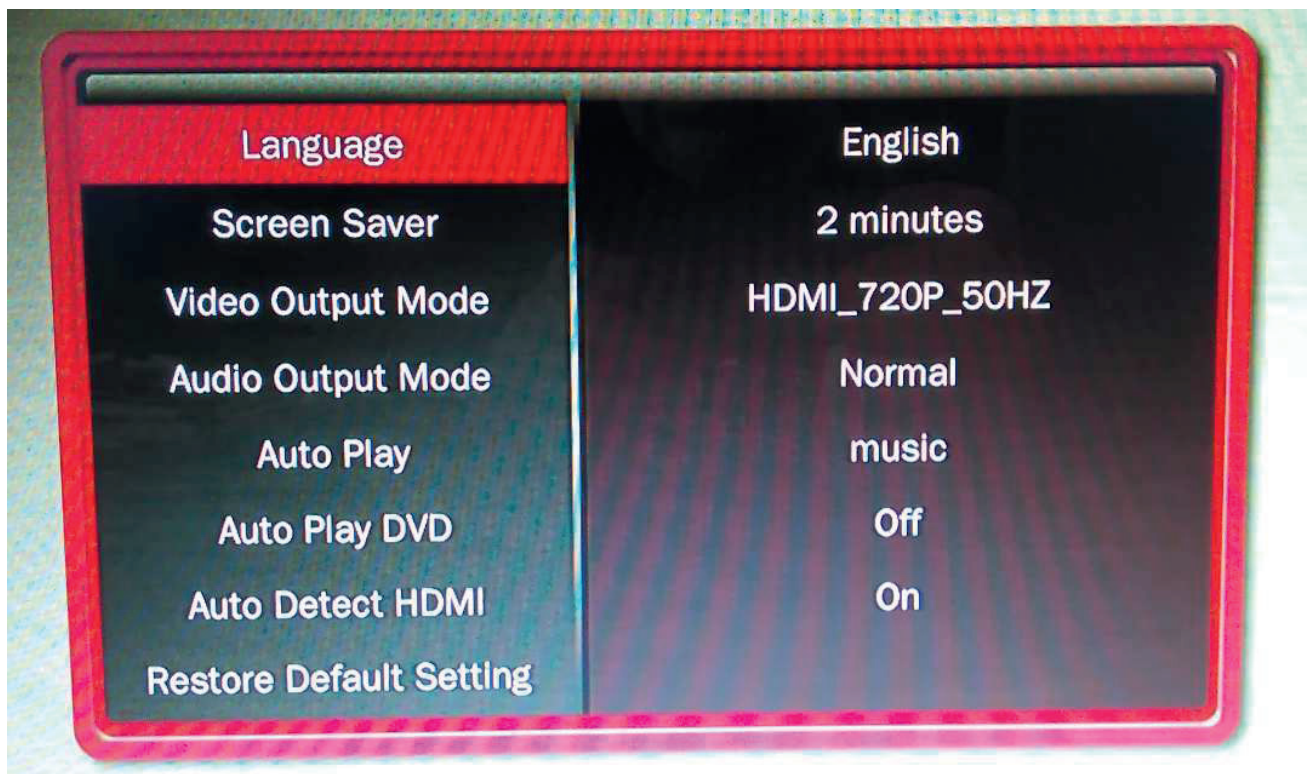 Language English
Screen Saver 2 minutes
Video Output Mode HDMI_720P_50HZ
Audio Output Mode Normal
Auto Play music
Auto Play DVD Off
Auto Detect HDMI On
Restore Default Setting